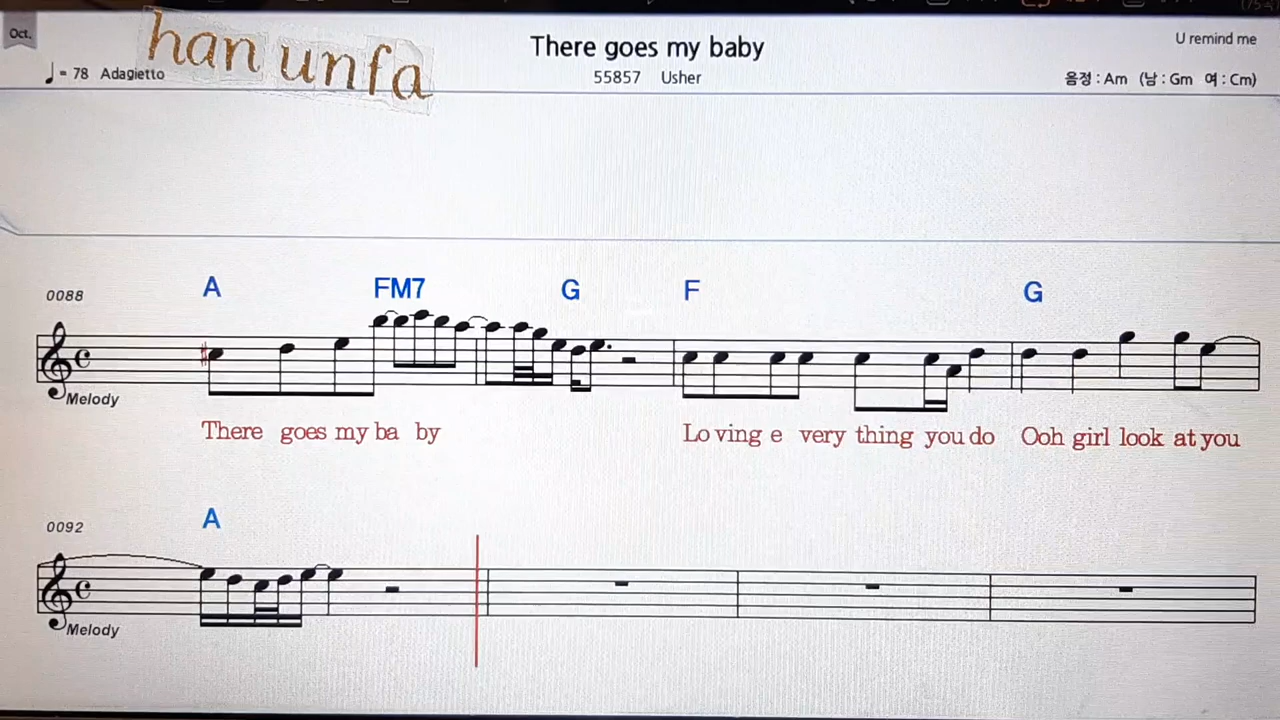 Oct.
han unfa
There goes my baby
U remind me
= 78 Adagietto
55857 Usher
음정 : Am (남 : Gm 여 : Cm)
A FM7 G F G
0088
Melody
There goes my ba by Lo ving e very thing you do Ooh girl look at you
A
0092
Melody